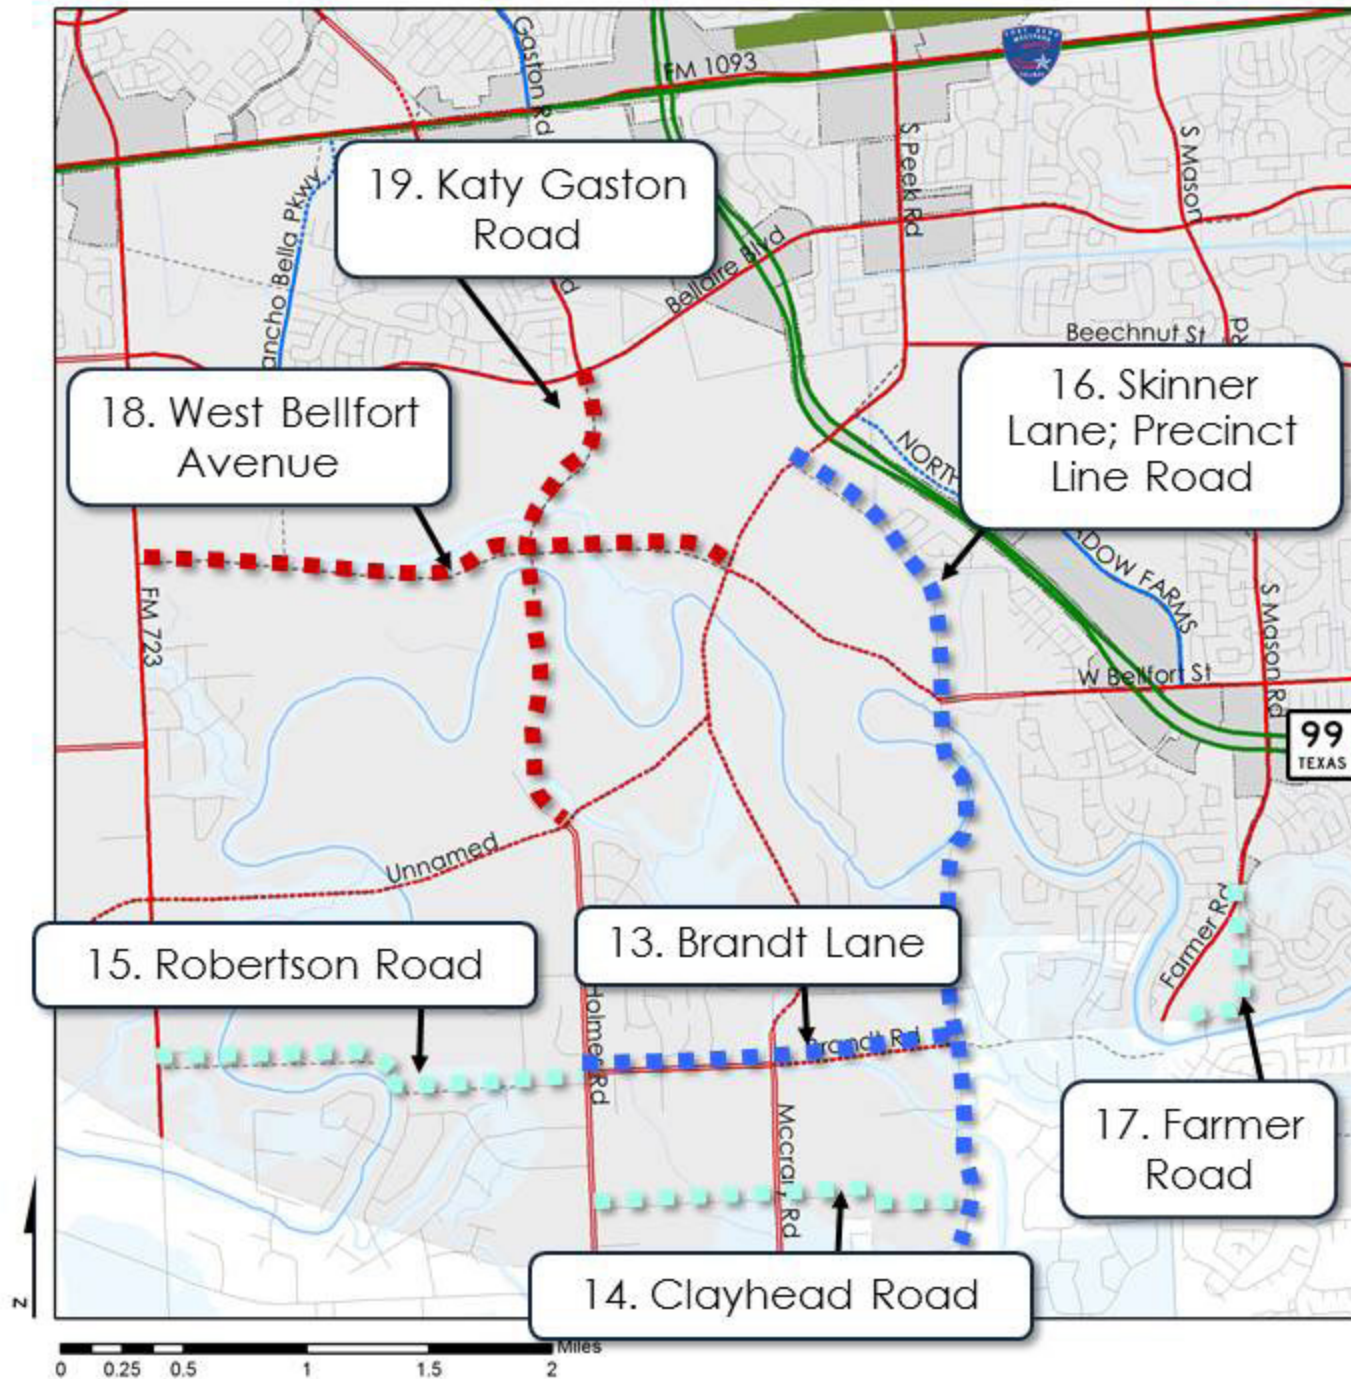 Gaston Rd
FM 1093
S Peek Rd
S Mason
Rd
19. Katy Gaston
Road
ancho Bella Pkwy
d
Bellaire Blvd
Beechnut St
18. West Bellfort
Avenue
16. Skinner
Lane; Precinct
Line Road
NORTH
ADOW FARMS
FM 723
S Mason Rd
W Bellfort St
99
TEXAS
Unnamed
Farmer Rd
15. Robertson Road
13. Brandt Lane
Holmes Rd
Brandt Rd
Mccrary Rd
17. Farmer
Road
14. Clayhead Road
z
Miles
0 0.25 0.5 1 1.5 2